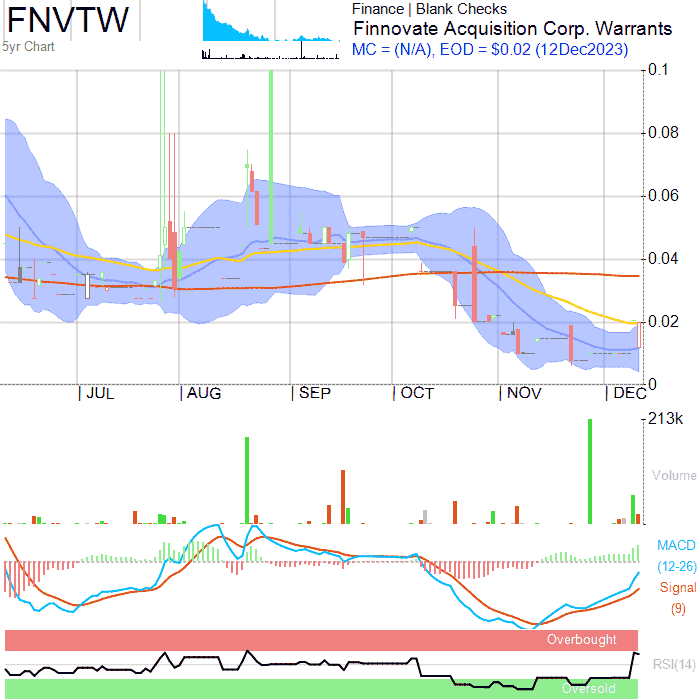 FNVTW
5yr Chart
Finance | Blank Checks
Finnovate Acquisition Corp. Warrants
MC = (N/A), EOD = $0.02 (12Dec2023)
0.1
0.08
0.06
0.04
0.02
0
JUL AUG SEP OCT NOV DEC
213k
Volume
MACD
(12-26)
Signal
(9)
Overbought
RSI(14)
Oversold